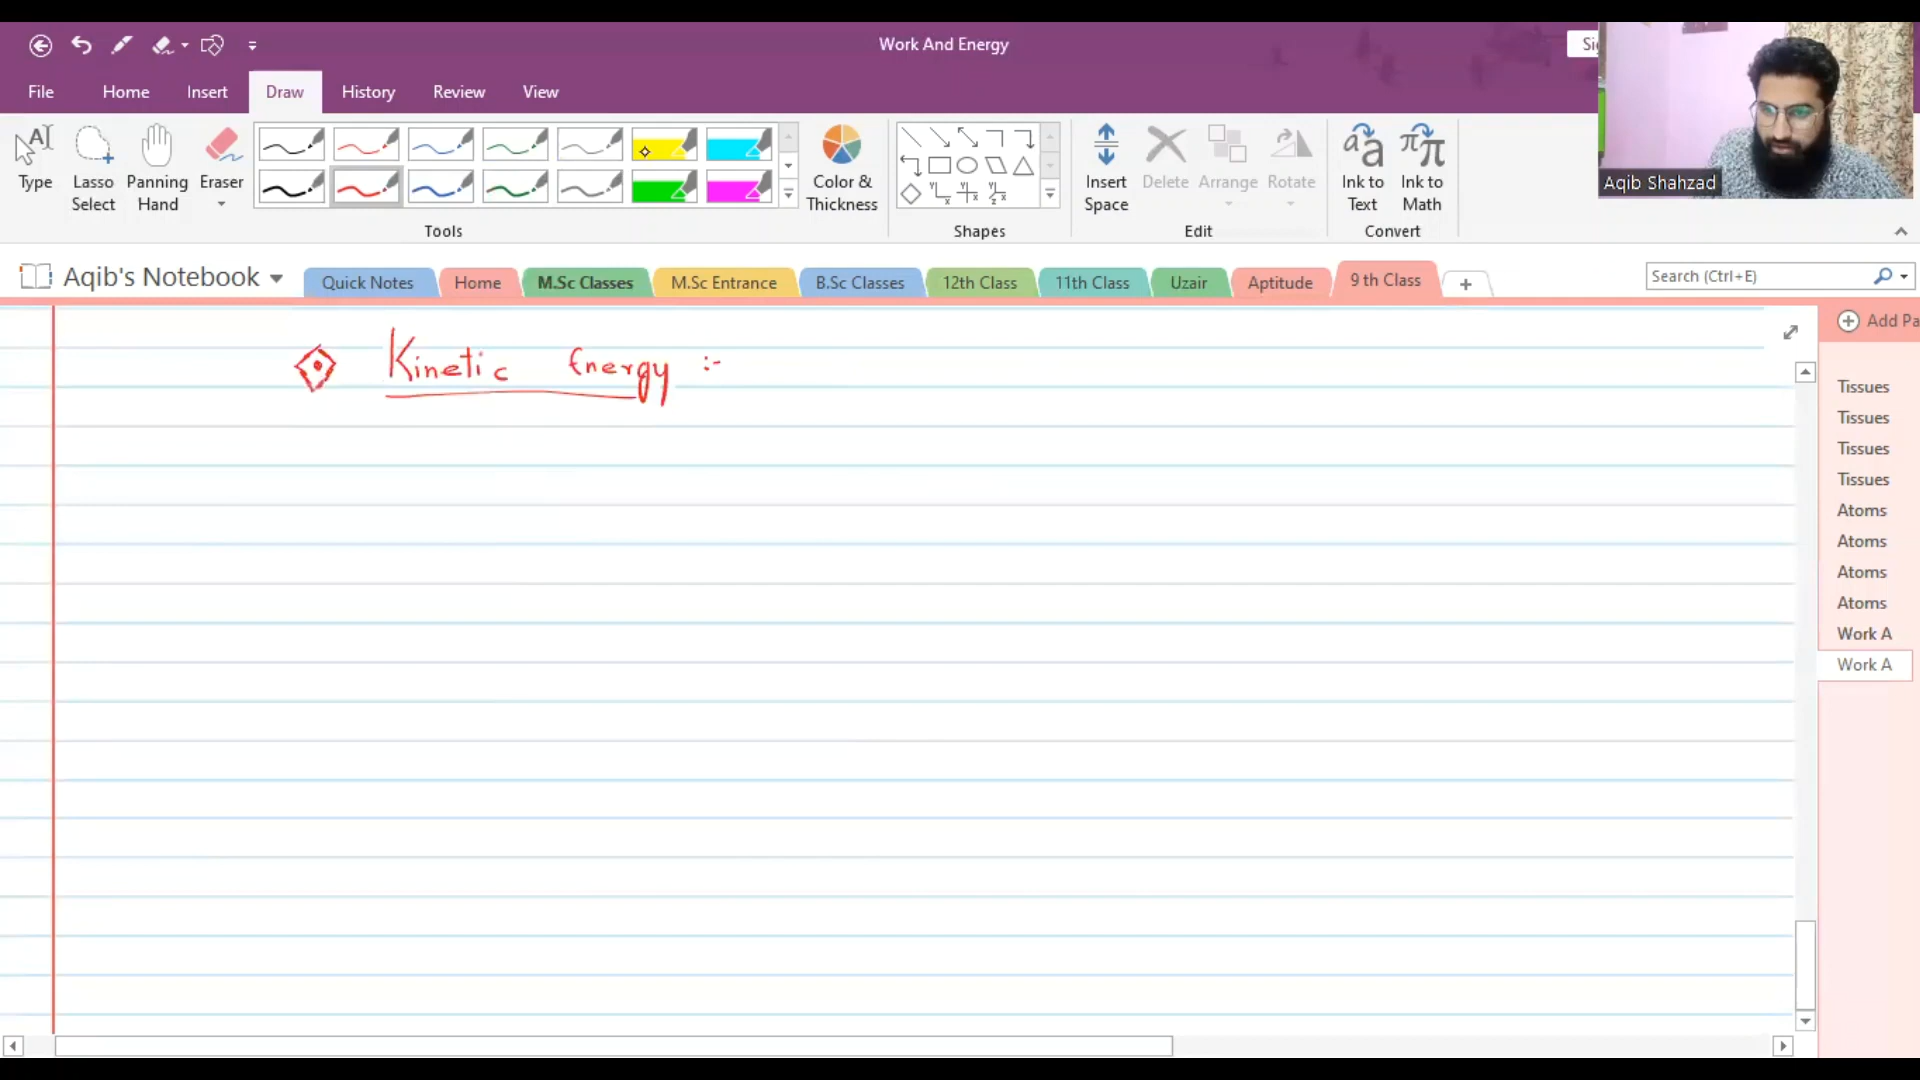 Work And Energy
File Home Insert Draw History Review View
Type
Lasso Select
Panning Hand
Eraser
Color & Thickness
Insert Space
Delete
Arrange
Rotate
Ink to Text
Ink to Math
Tools
Shapes
Edit
Convert
Aqib Shahzad
Aqib's Notebook
Quick Notes Home M.Sc Classes M.Sc Entrance B.Sc Classes 12th Class 11th Class Uzair Aptitude 9 th Class +
Search (Ctrl+E)
Kinetic Energy :-
Add Pa
Tissues
Tissues
Tissues
Tissues
Atoms
Atoms
Atoms
Atoms
Work A
Work A